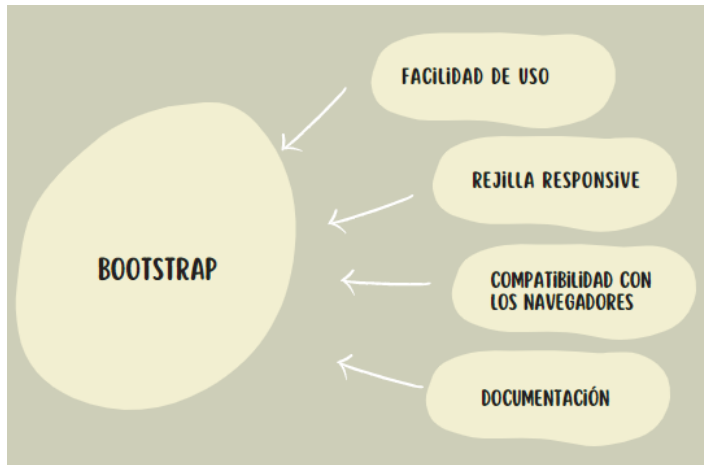 FACILIDAD DE USO
REJILLA RESPONSIVE
BOOTSTRAP
COMPATIBILIDAD CON
LOS NAVEGADORES
DOCUMENTACIÓN